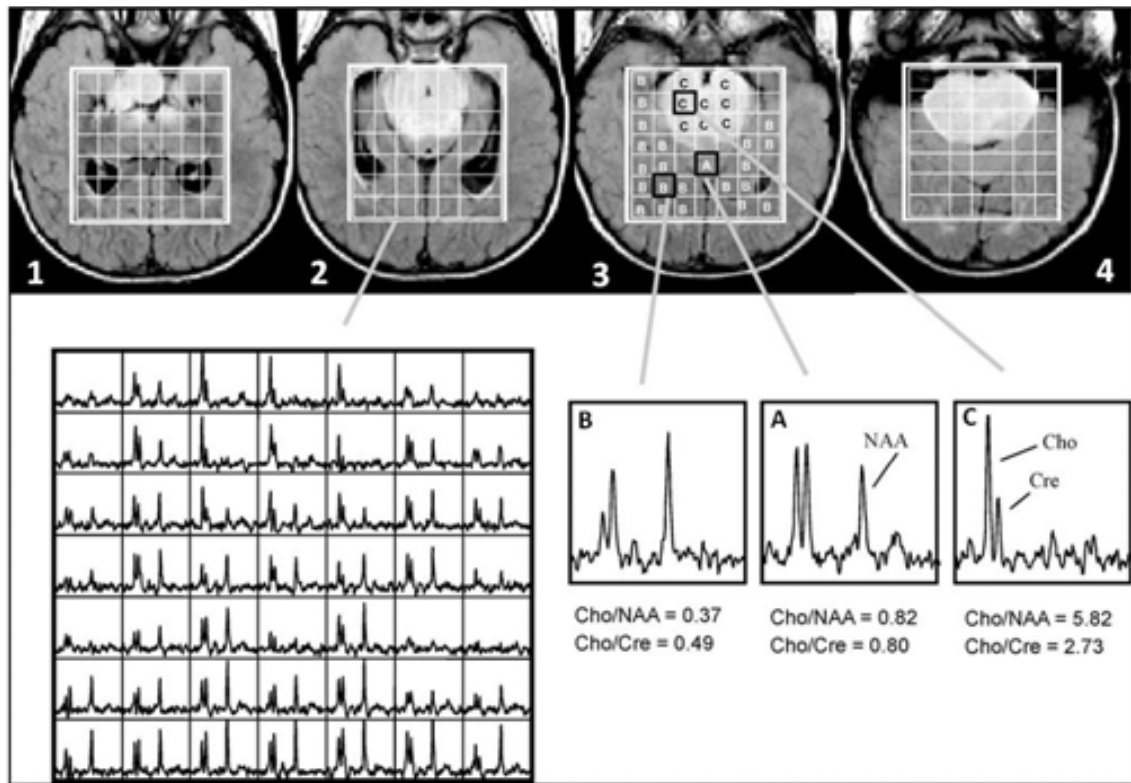 B C C
B C C C
C C C B
B B B B
B B A B
B B B B B
B B B B B B
1
2
3
4
B
A
NAA
C
Cho
Cre
Cho/NAA = 0.37
Cho/Cre = 0.49
Cho/NAA = 0.82
Cho/Cre = 0.80
Cho/NAA = 5.82
Cho/Cre = 2.73